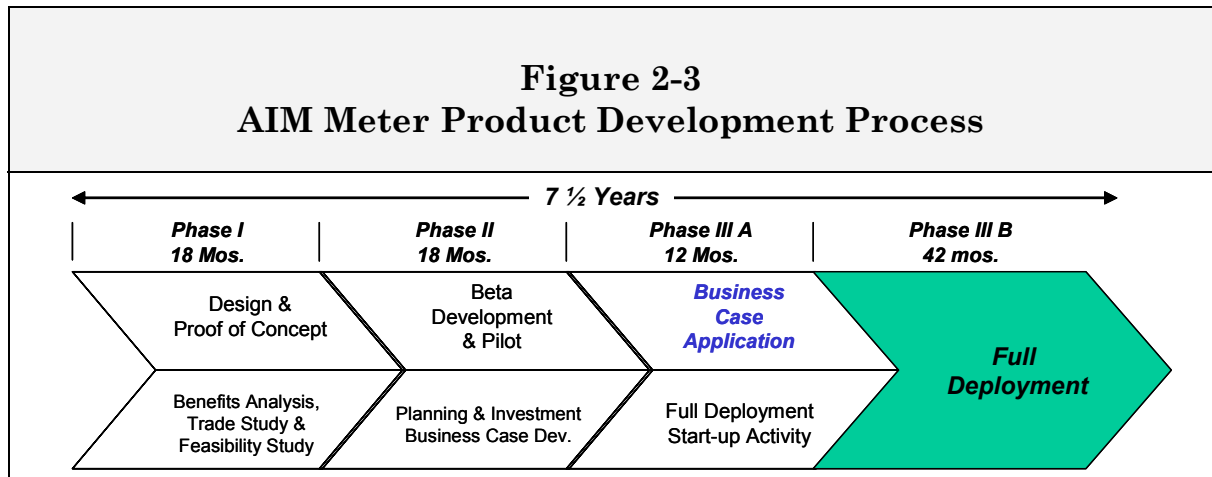 Figure 2-3
AIM Meter Product Development Process
7 ½ Years
Phase I
18 Mos.
Phase II
18 Mos.
Phase III A
12 Mos.
Phase III B
42 mos.
Design &
Proof of Concept
Beta
Development
& Pilot
Business
Case
Application
Full
Deployment
Benefits Analysis,
Trade Study &
Feasibility Study
Planning & Investment
Business Case Dev.
Full Deployment
Start-up Activity